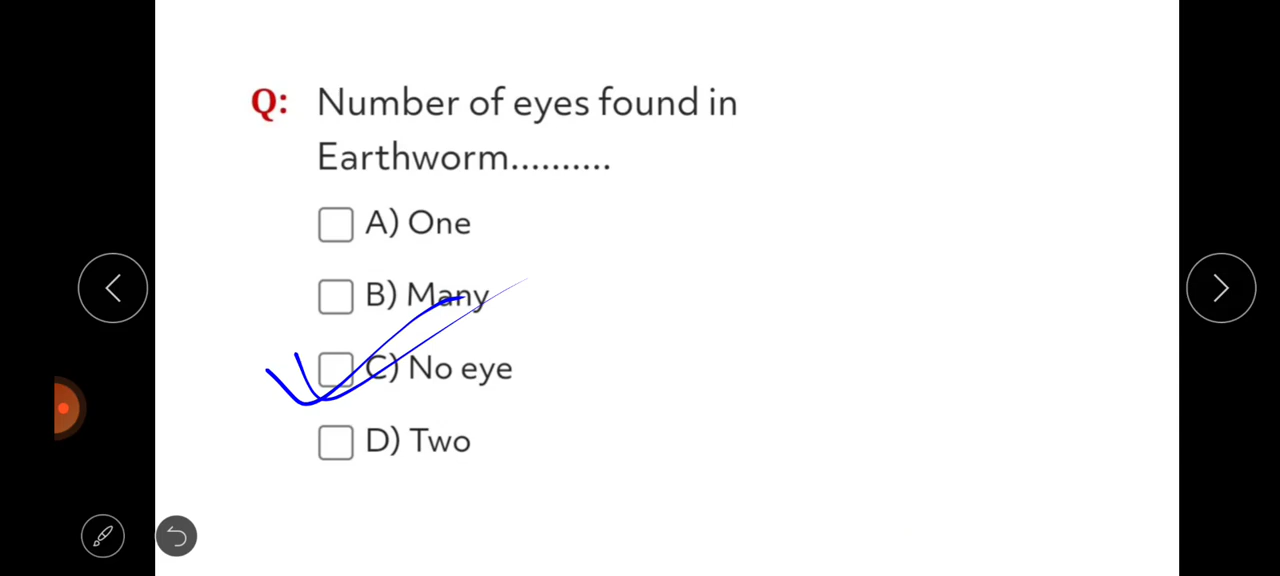 Q: Number of eyes found in
Earthworm..........
A) One
B) Many
C) No eye
D) Two